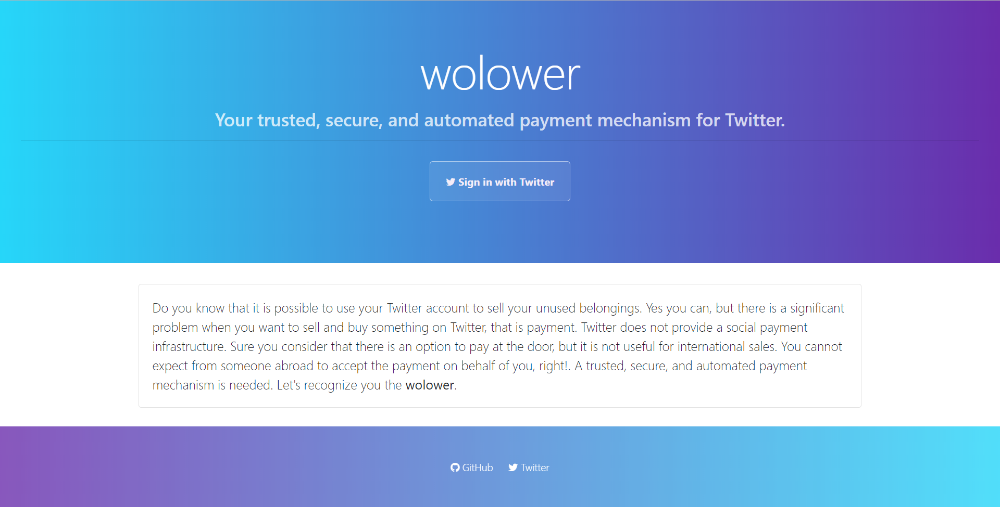 wolower
Your trusted, secure, and automated payment mechanism for Twitter.
Sign in with Twitter
Do you know that it is possible to use your Twitter account to sell your unused belongings. Yes you can, but there is a significant
problem when you want to sell and buy something on Twitter, that is payment. Twitter does not provide a social payment
infrastructure. Sure you consider that there is an option to pay at the door, but it is not useful for international sales. You cannot
expect from someone abroad to accept the payment on behalf of you, right!. A trusted, secure, and automated payment
mechanism is needed. Let's recognize you the wolower.
GitHub Twitter